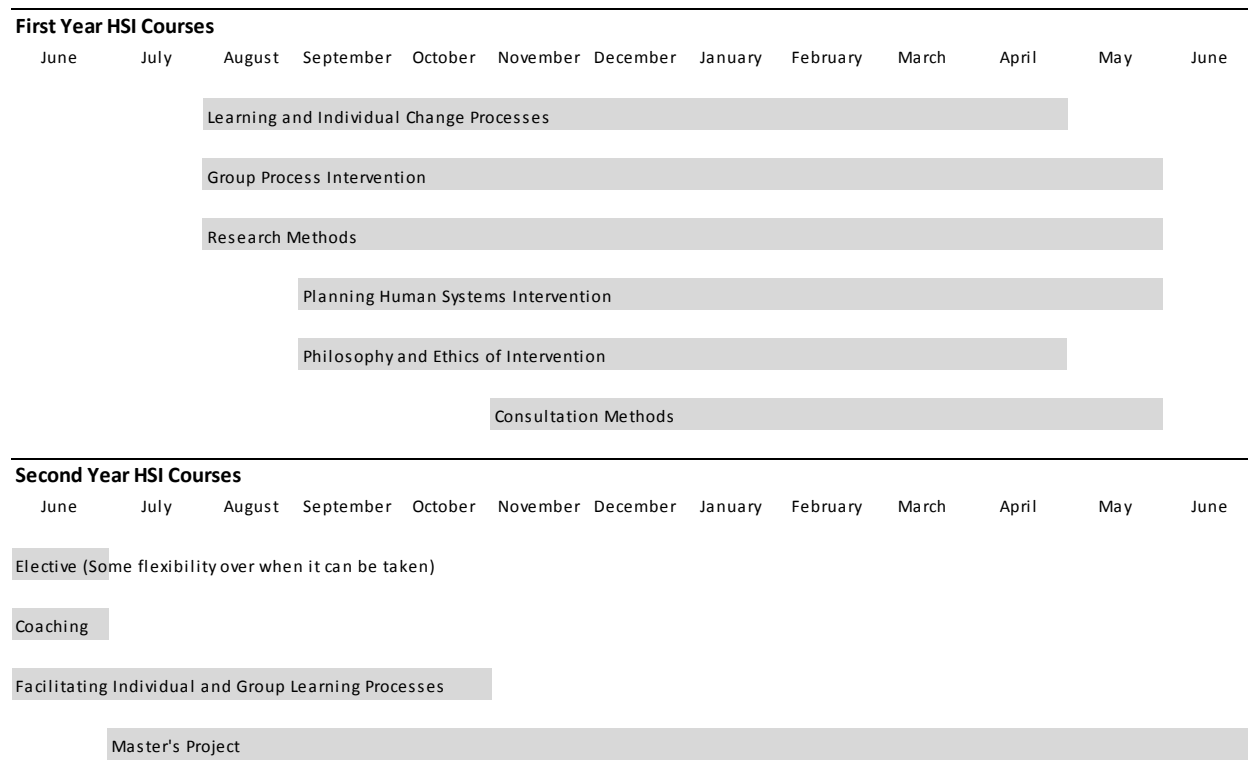 First Year HSI Courses
June July August September October November December January February March April May June
Learning and Individual Change Processes
Group Process Intervention
Research Methods
Planning Human Systems Intervention
Philosophy and Ethics of Intervention
Consultation Methods
Second Year HSI Courses
June July August September October November December January February March April May June
Elective (Some flexibility over when it can be taken)
Coaching
Facilitating Individual and Group Learning Processes
Master's Project